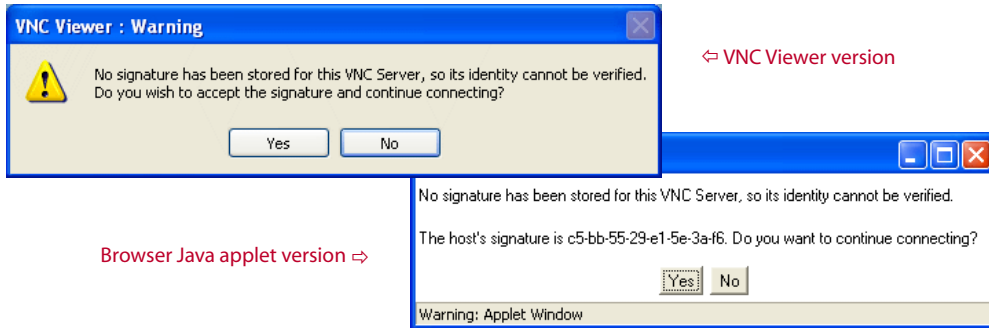 VNC Viewer : Warning
No signature has been stored for this VNC Server, so its identity cannot be verified.
Do you wish to accept the signature and continue connecting?
Yes No
⇦ VNC Viewer version
No signature has been stored for this VNC Server, so its identity cannot be verified.
The host's signature is c5-bb-55-29-e1-5e-3a-f6. Do you want to continue connecting?
Yes No
Warning: Applet Window
Browser Java applet version ⇨